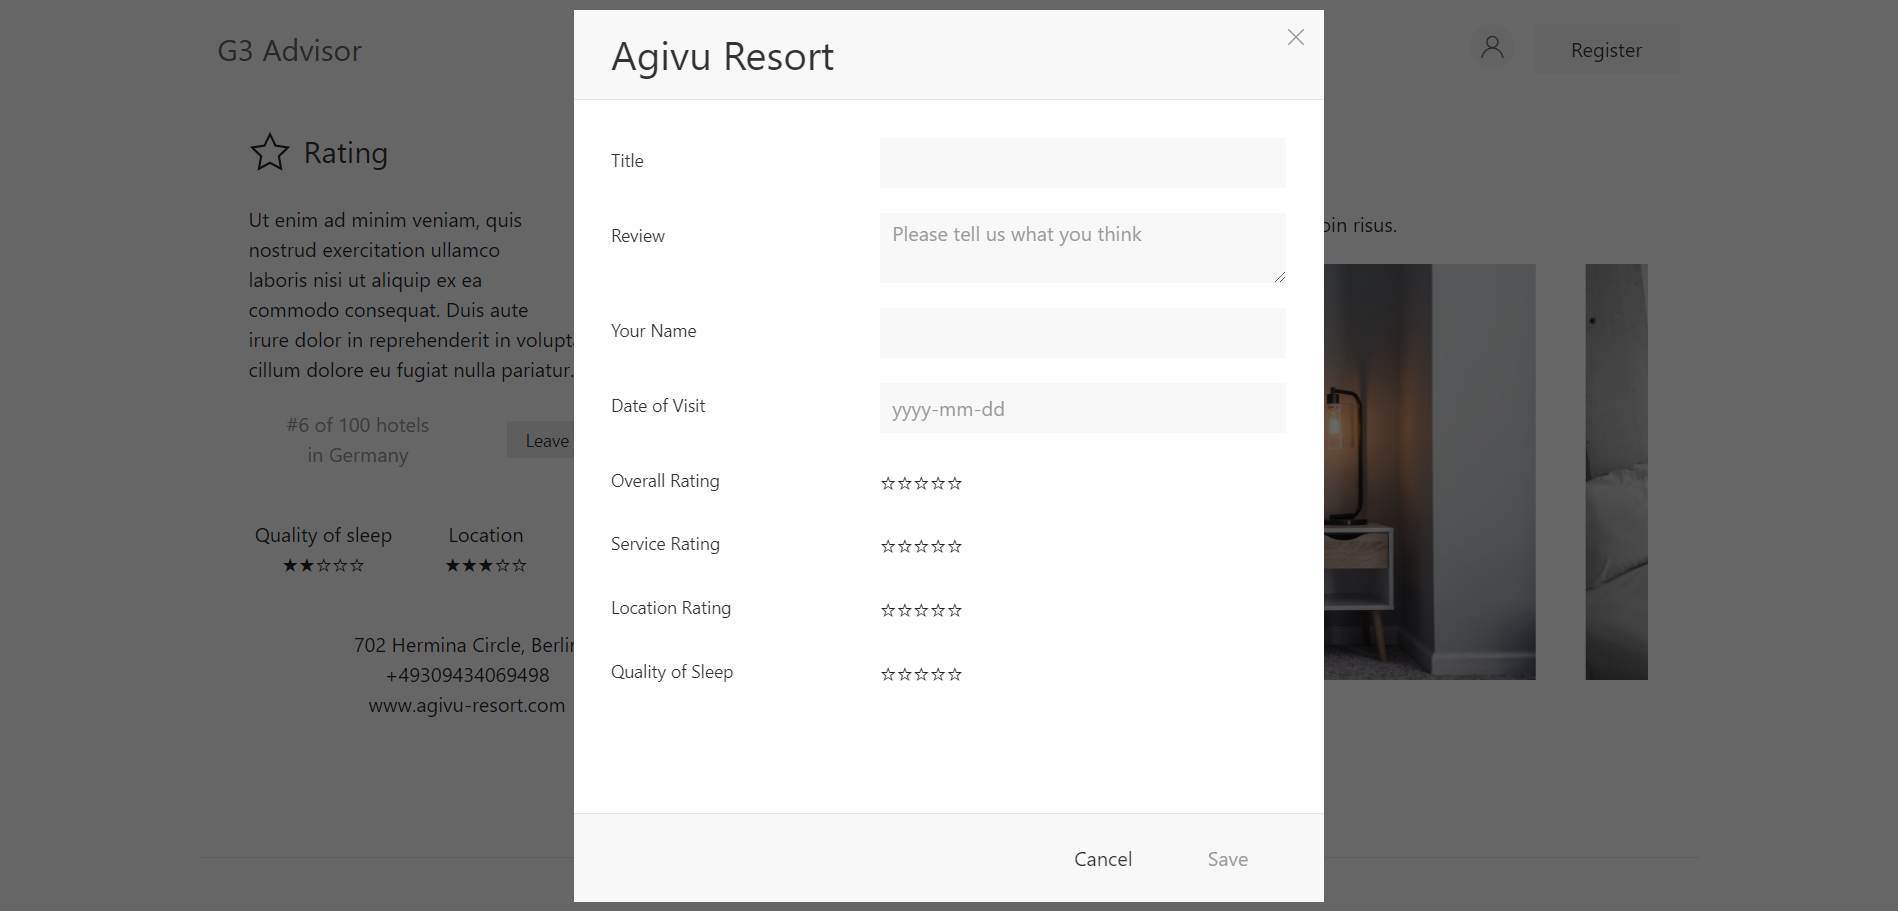 G3 Advisor
Register
Rating
Ut enim ad minim veniam, quis
nostrud exercitation ullamco
laboris nisi ut aliquip ex ea
commodo consequat. Duis aute
irure dolor in reprehenderit in
cillum dolore eu fugiat nulla pariatur.
#6 of 100 hotels
in Germany
Leave
Quality of sleep
★★☆☆☆
Location
★★★☆☆
702 Hermina Circle, Berlin
+49309434069498
www.agivu-resort.com
Agivu Resort
Title
Review
Please tell us what you think
Your Name
Date of Visit
yyyy-mm-dd
Overall Rating
☆☆☆☆☆
Service Rating
☆☆☆☆☆
Location Rating
☆☆☆☆☆
Quality of Sleep
☆☆☆☆☆
Cancel
Save
risus.